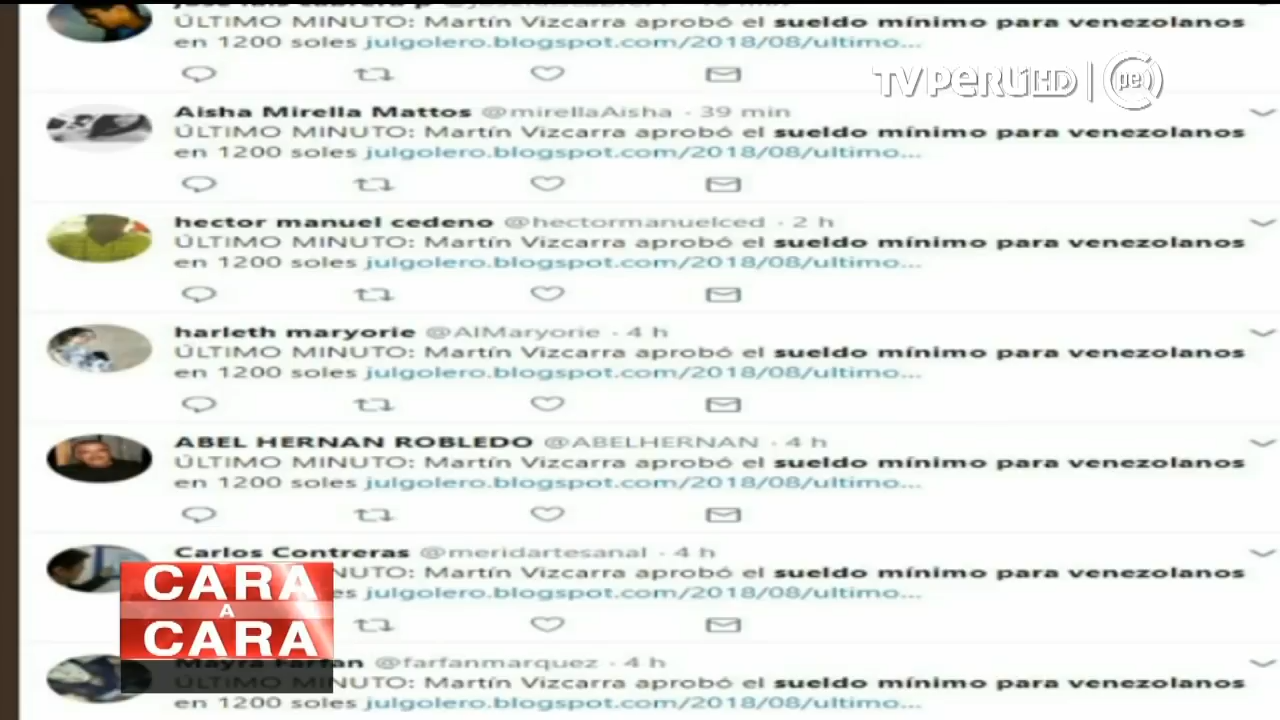 ÚLTIMO MINUTO: Martín Vizcarra aprobó el sueldo mínimo para venezolanos
en 1200 soles julgolero.blogspot.com/2018/08/ultimo...
TVPERÚ HD | pe
Aisha Mirella Mattos @mirellaAisha · 39 min
ÚLTIMO MINUTO: Martín Vizcarra aprobó el sueldo mínimo para venezolanos
en 1200 soles julgolero.blogspot.com/2018/08/ultimo...
hector manuel cedeno @hectormanuelced · 2 h
ÚLTIMO MINUTO: Martín Vizcarra aprobó el sueldo mínimo para venezolanos
en 1200 soles julgolero.blogspot.com/2018/08/ultimo...
harleth maryorie @AlMaryorie · 4 h
ÚLTIMO MINUTO: Martín Vizcarra aprobó el sueldo mínimo para venezolanos
en 1200 soles julgolero.blogspot.com/2018/08/ultimo...
ABEL HERNAN ROBLEDO @ABELHERNAN · 4 h
ÚLTIMO MINUTO: Martín Vizcarra aprobó el sueldo mínimo para venezolanos
en 1200 soles julgolero.blogspot.com/2018/08/ultimo...
Carlos Contreras @meridartesanal · 4 h
NUTO: Martín Vizcarra aprobó el sueldo mínimo para venezolanos
es julgolero.blogspot.com/2018/08/ultimo...
CARA
A
CARA
Mayra Farfan @farfanmarquez · 4 h
ÚLTIMO MINUTO: Martín Vizcarra aprobó el sueldo mínimo para venezolanos
en 1200 soles julgolero.blogspot.com/2018/08/ultimo...